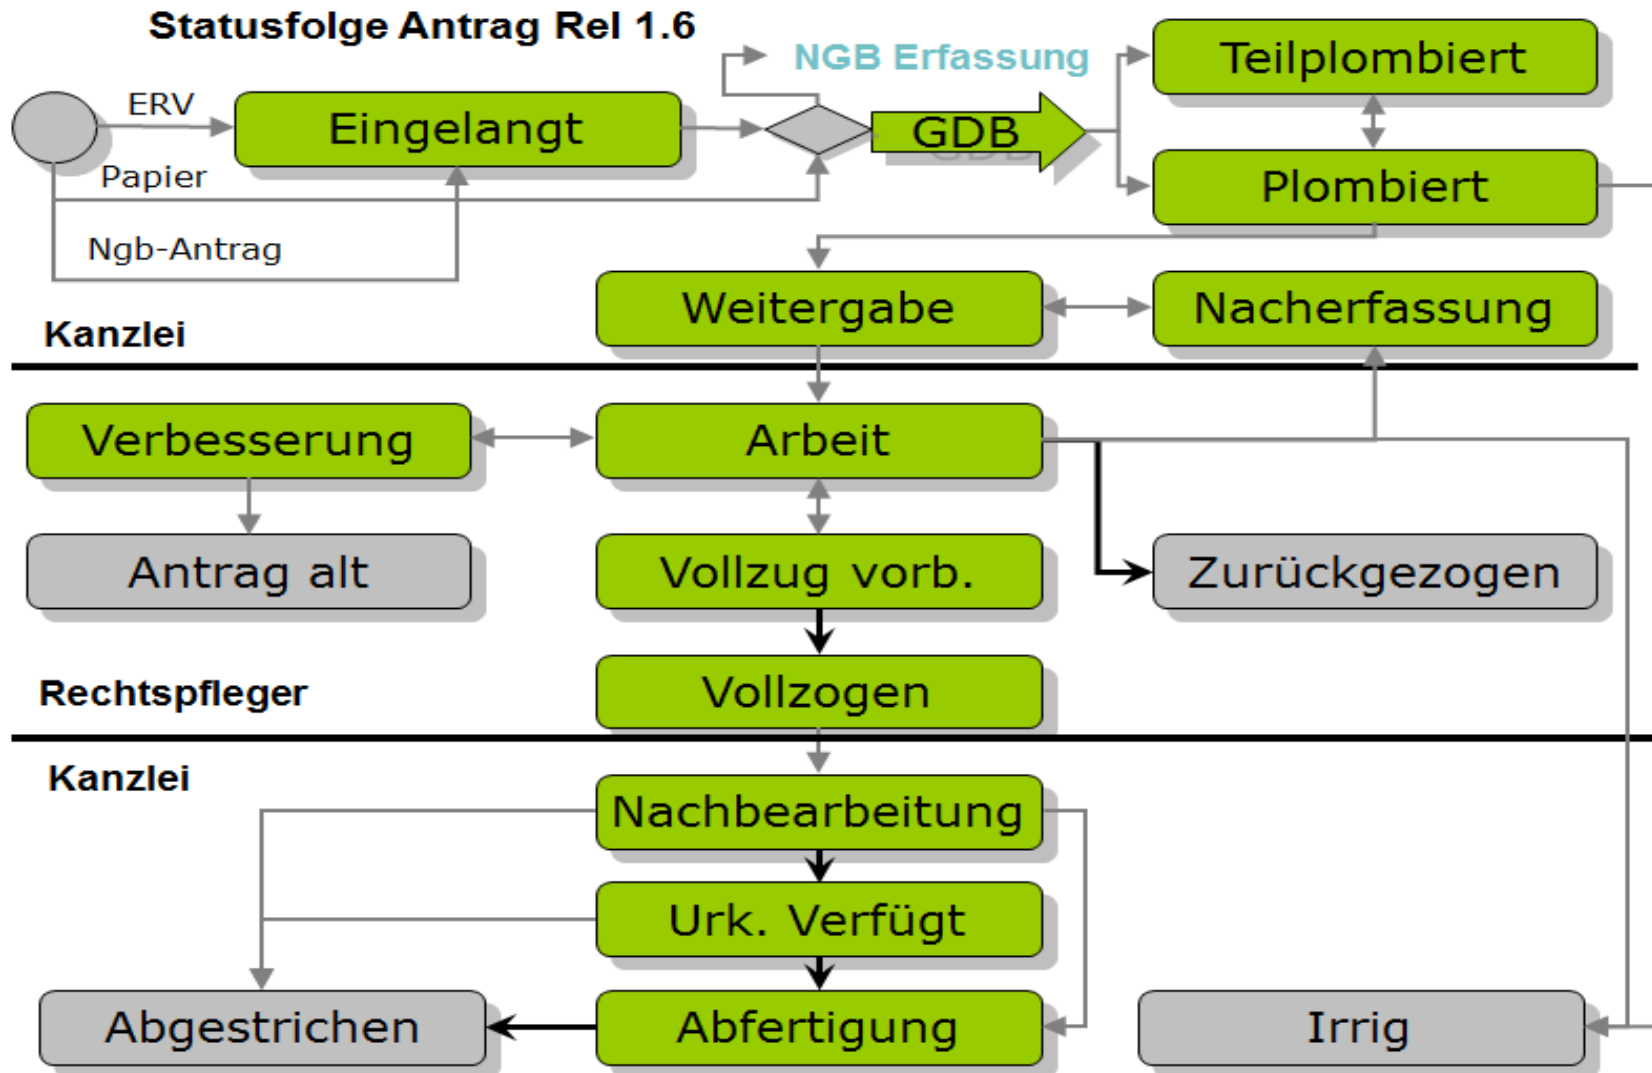 Statusfolge Antrag Rel 1.6
NGB Erfassung
Teilplombiert
ERV
Eingelangt
GDB
Papier
Plombiert
Ngb-Antrag
Weitergabe
Nacherfassung
Kanzlei
Verbesserung
Arbeit
Antrag alt
Vollzug vorb.
Zurückgezogen
Rechtspfleger
Vollzogen
Kanzlei
Nachbearbeitung
Urk. Verfügt
Abgestrichen
Abfertigung
Irrig